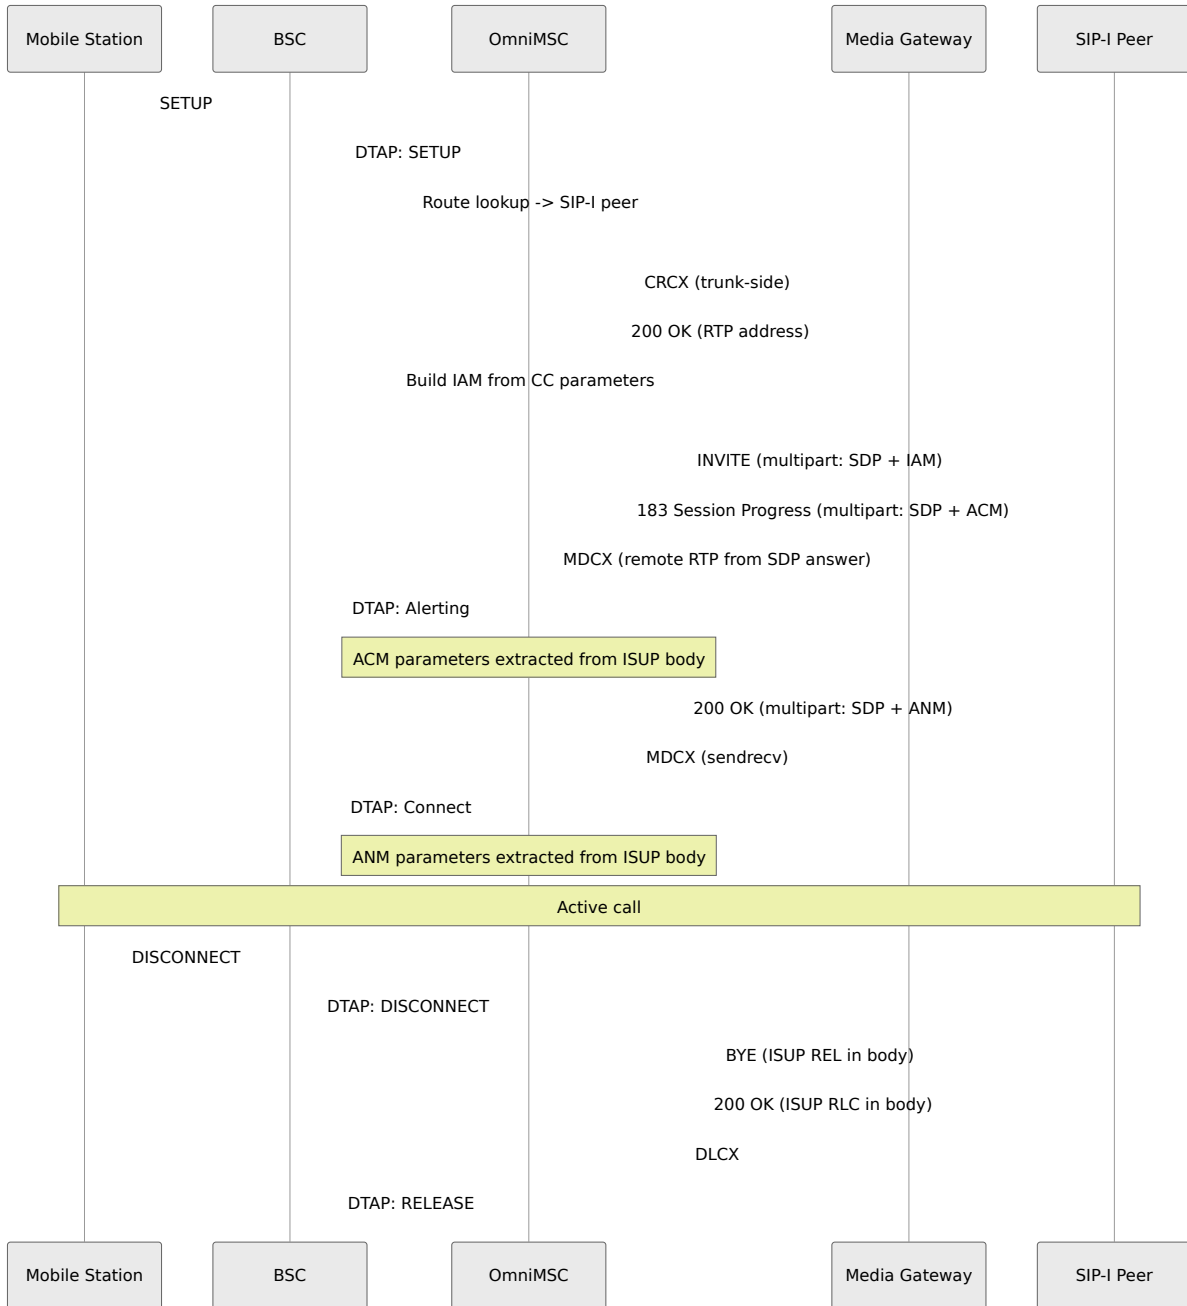 Mobile Station
BSC
OmniMSC
Media Gateway
SIP-I Peer
SETUP
DTAP: SETUP
Route lookup -> SIP-I peer
CRCX (trunk-side)
200 OK (RTP address)
Build IAM from CC parameters
INVITE (multipart: SDP + IAM)
183 Session Progress (multipart: SDP + ACM)
MDCX (remote RTP from SDP answer)
DTAP: Alerting
ACM parameters extracted from ISUP body
200 OK (multipart: SDP + ANM)
MDCX (sendrecv)
DTAP: Connect
ANM parameters extracted from ISUP body
Active call
DISCONNECT
DTAP: DISCONNECT
BYE (ISUP REL in body)
200 OK (ISUP RLC in body)
DLCX
DTAP: RELEASE
Mobile Station
BSC
OmniMSC
Media Gateway
SIP-I Peer